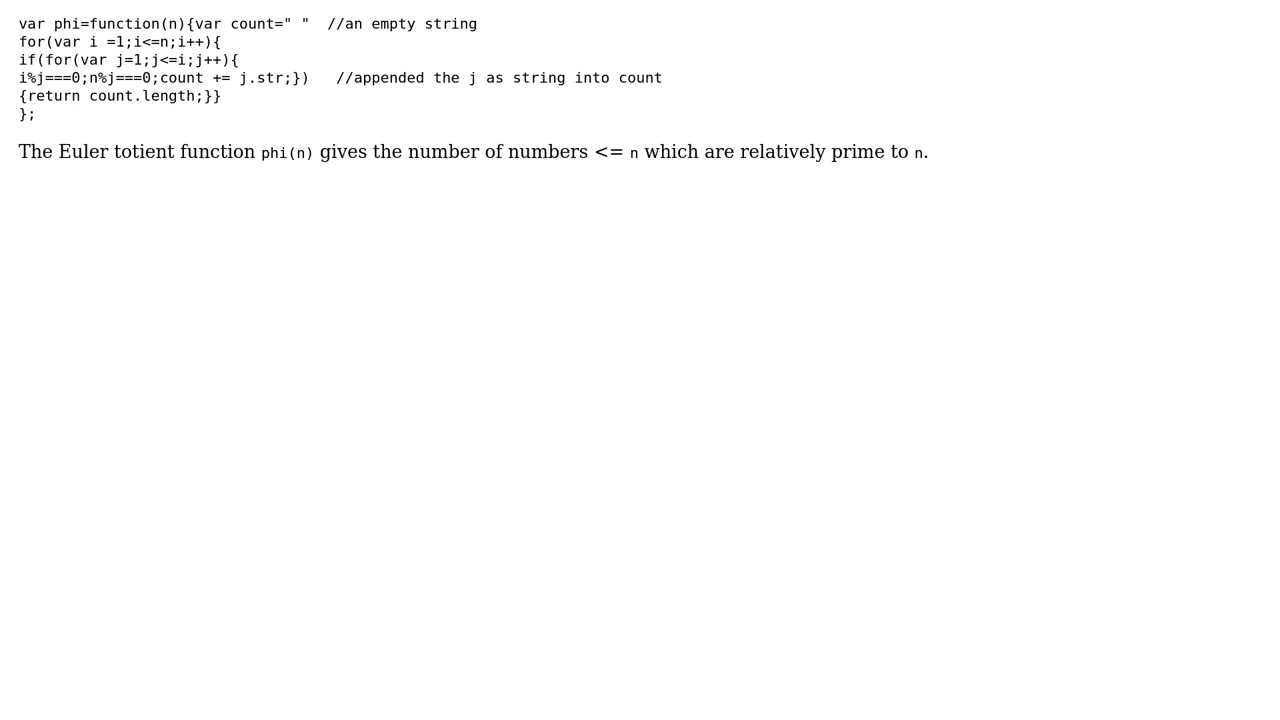 var phi=function(n){var count=" "  //an empty string
for(var i =1;i<=n;i++){
if(for(var j=1;j<=i;j++){
i%j===0;n%j===0;count += j.str;})   //appended the j as string into count
{return count.length;}}
};
The Euler totient function phi(n) gives the number of numbers <= n which are relatively prime to n.